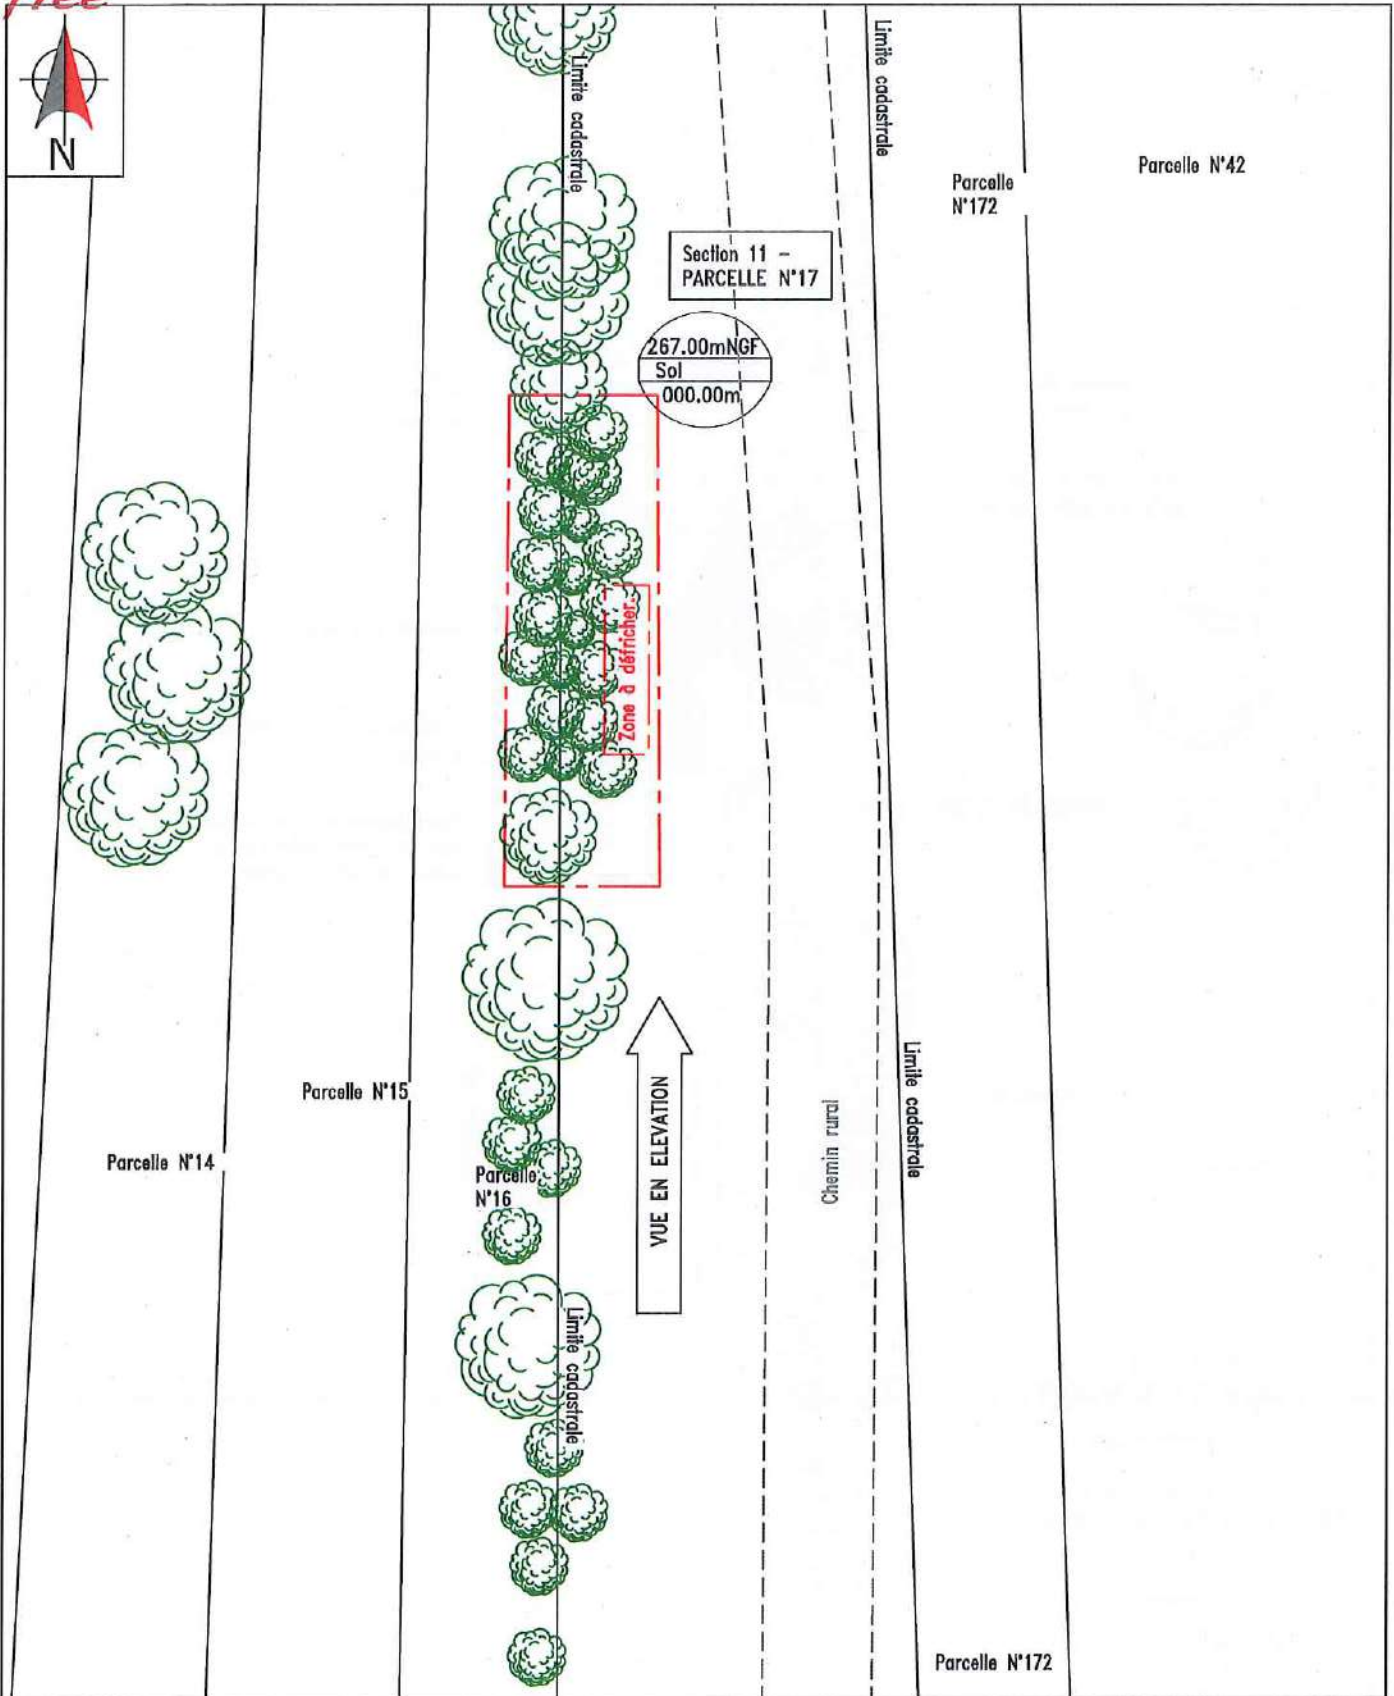 free
N
Limite cadastrale
Limite cadastrale
Parcelle N°42
Parcelle
N°172
Section 11 -
PARCELLE N°17
267.00mNGF
Sol
000.00m
Zone à défricher.
Parcelle N°15
Parcelle N°14
Parcelle
N°16
VUE EN ELEVATION
Chemin rural
Limite cadastrale
Limite cadastrale
Parcelle N°172